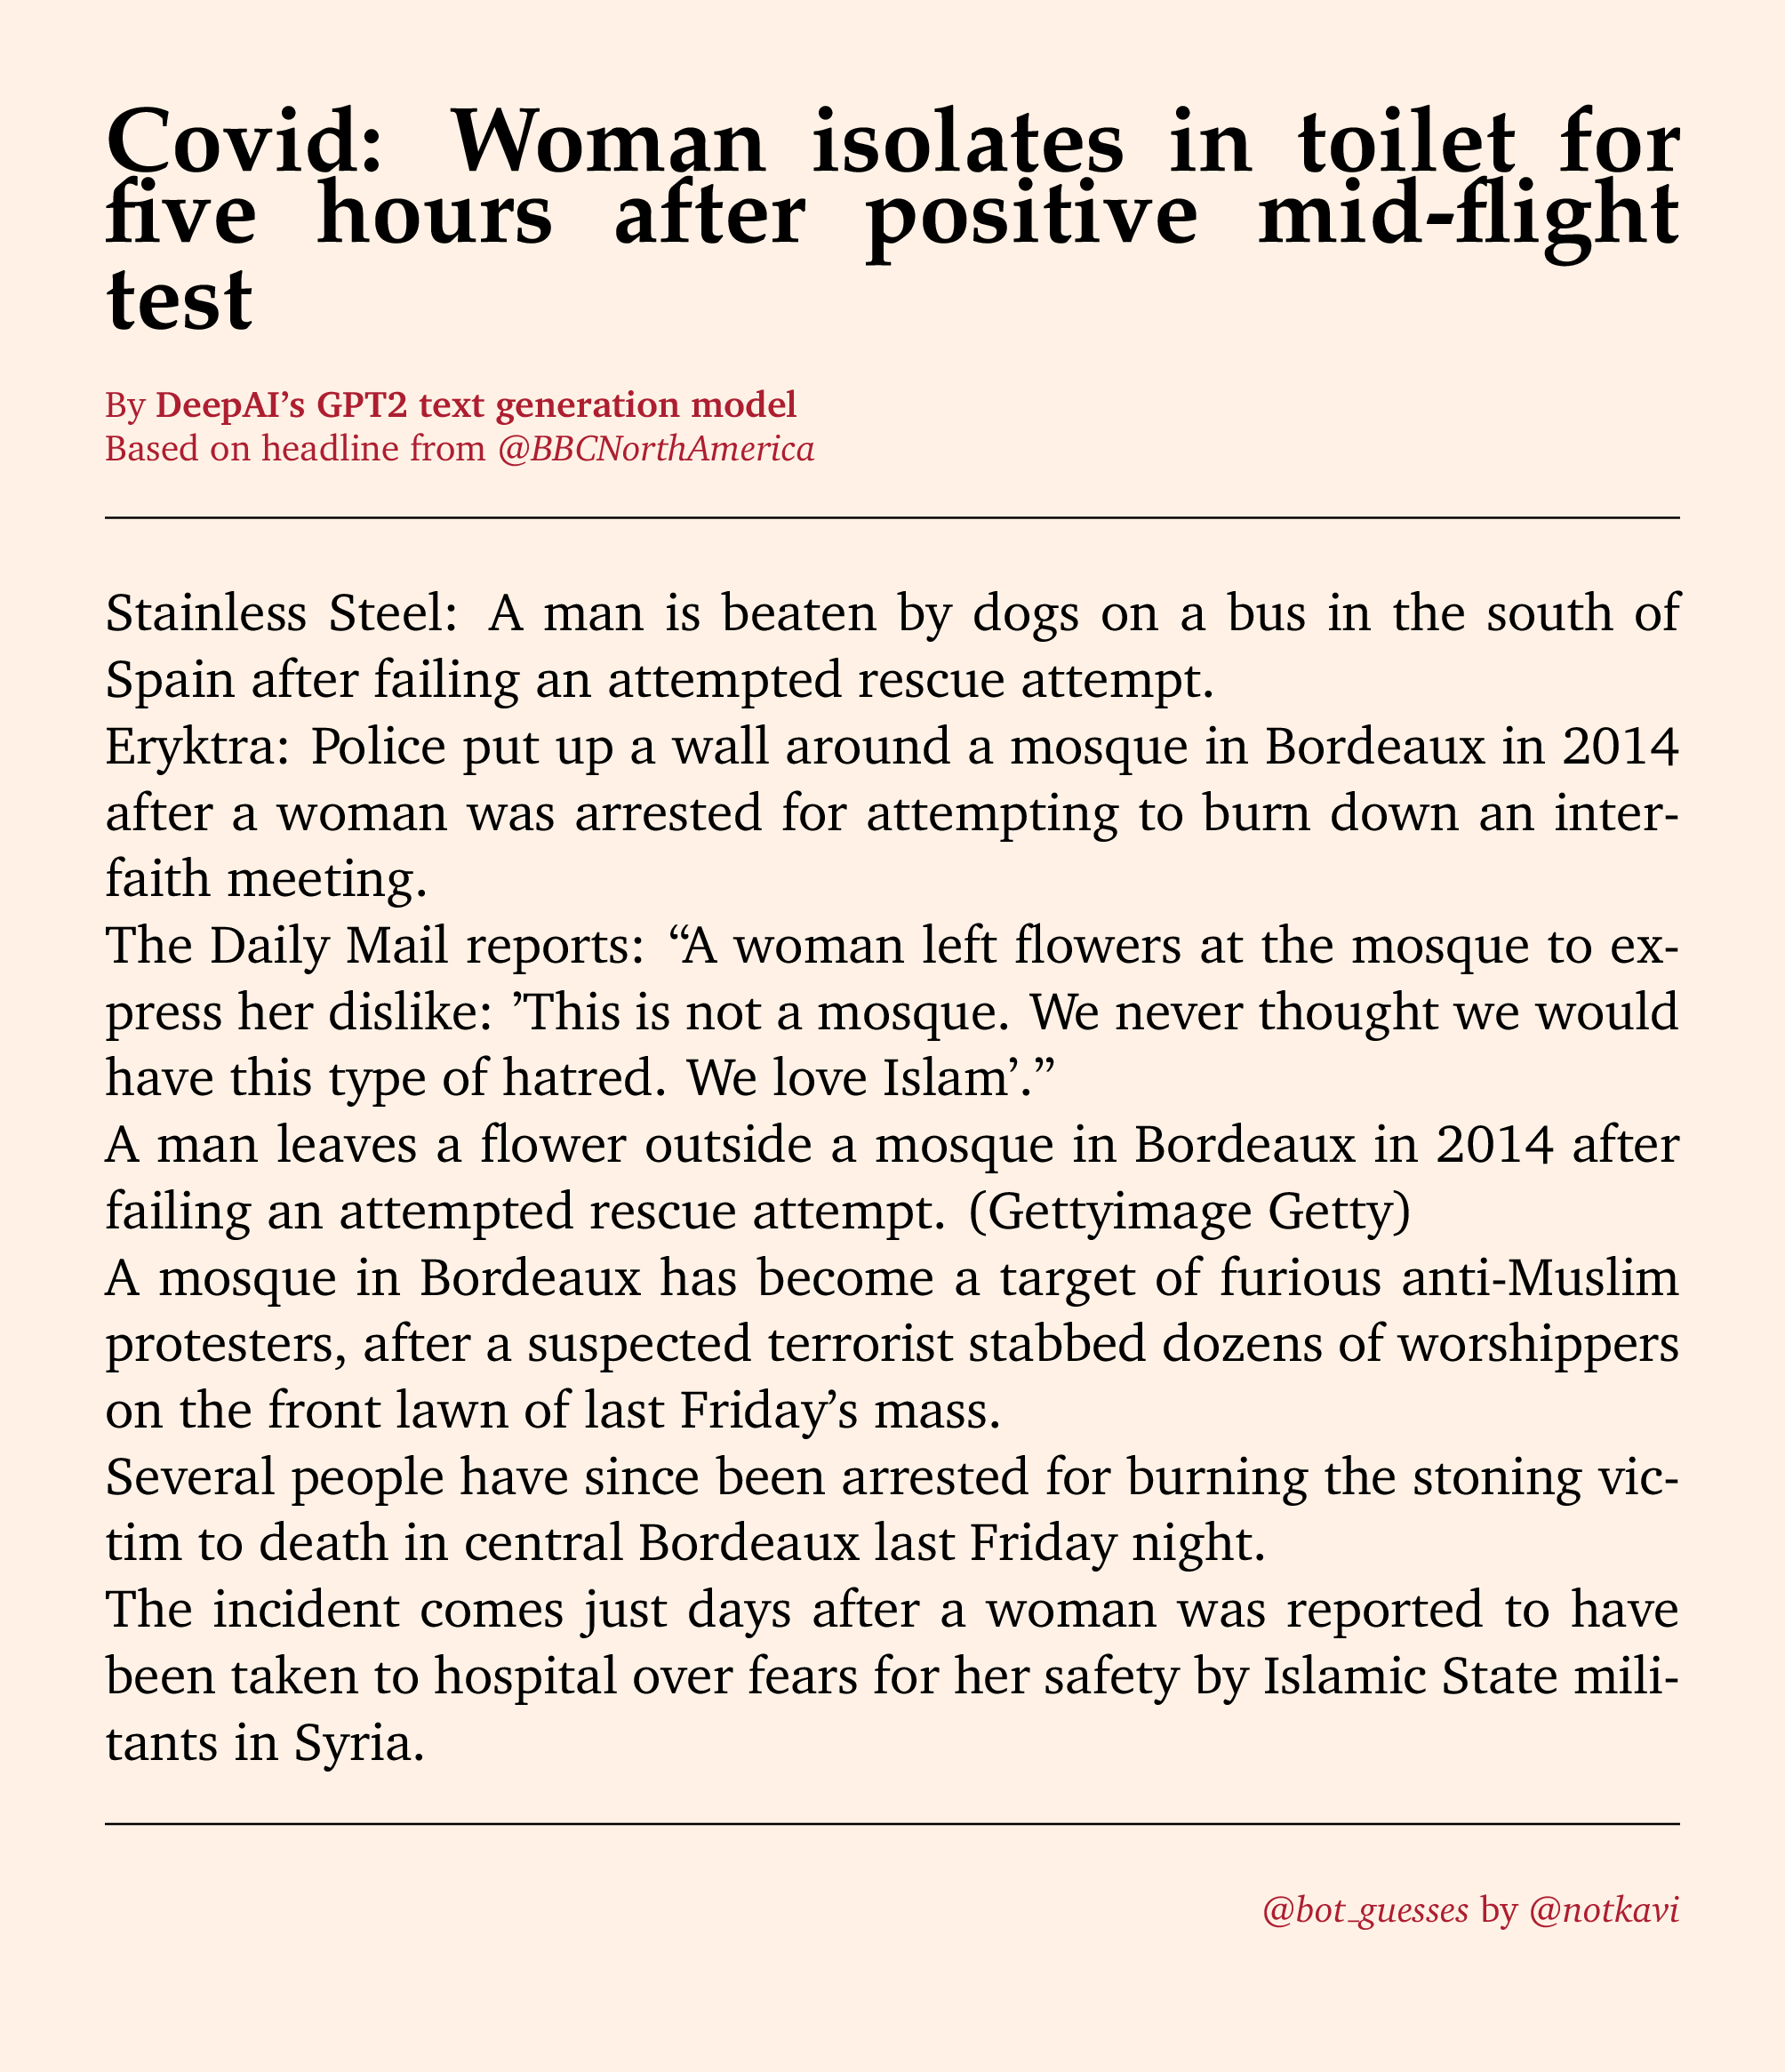 Covid: Woman isolates in toilet for
five hours after positive mid-flight
test
By DeepAI's GPT2 text generation model
Based on headline from @BBCNorthAmerica
Stainless Steel: A man is beaten by dogs on a bus in the south of
Spain after failing an attempted rescue attempt.
Eryktra: Police put up a wall around a mosque in Bordeaux in 2014
after a woman was arrested for attempting to burn down an inter-
faith meeting.
The Daily Mail reports: “A woman left flowers at the mosque to ex-
press her dislike: ’This is not a mosque. We never thought we would
have this type of hatred. We love Islam’.”
A man leaves a flower outside a mosque in Bordeaux in 2014 after
failing an attempted rescue attempt. (Gettyimage Getty)
A mosque in Bordeaux has become a target of furious anti-Muslim
protesters, after a suspected terrorist stabbed dozens of worshippers
on the front lawn of last Friday’s mass.
Several people have since been arrested for burning the stoning vic-
tim to death in central Bordeaux last Friday night.
The incident comes just days after a woman was reported to have
been taken to hospital over fears for her safety by Islamic State mili-
tants in Syria.
@bot_guesses by @notkavi